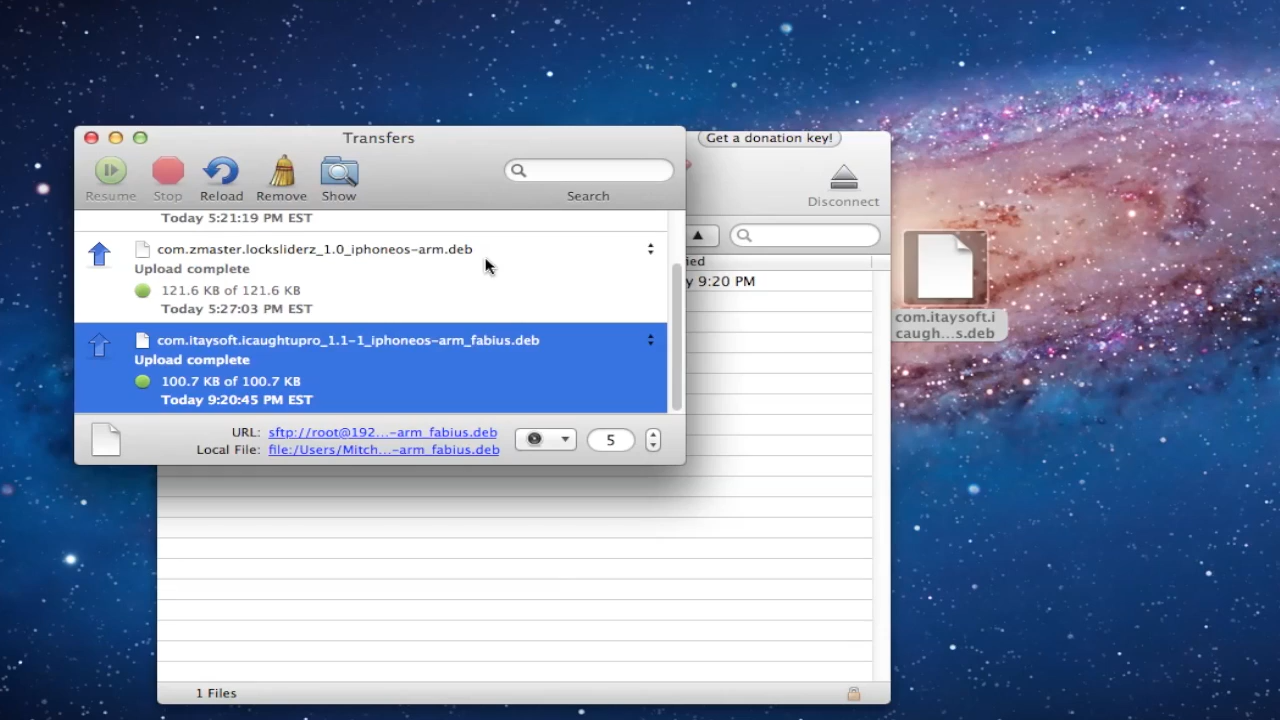 Transfers
Get a donation key!
Resume
Stop
Reload
Remove
Show
Search
Disconnect
Today 5:21:19 PM EST
com.zmaster.locksliderz_1.0_iphoneos-arm.deb
Upload complete
121.6 KB of 121.6 KB
Today 5:27:03 PM EST
com.itaysoft.icaughtupro_1.1-1_iphoneos-arm_fabius.deb
Upload complete
100.7 KB of 100.7 KB
Today 9:20:45 PM EST
URL: sftp://root@192...-arm_fabius.deb
Local File: file:/Users/Mitch...-arm_fabius.deb
5
ied
y 9:20 PM
com.itaysoft.i
caugh...s.deb
1 Files